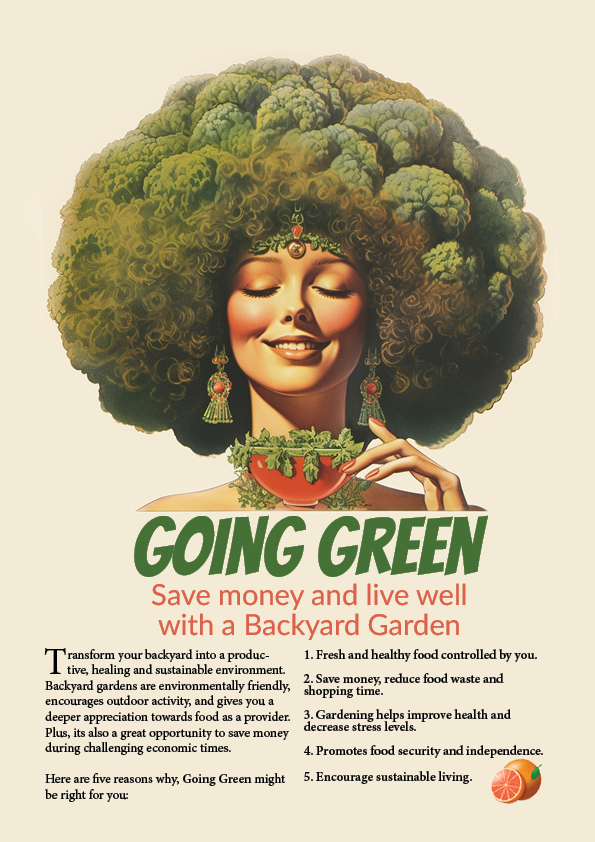 GOING GREEN
Save money and live well
with a Backyard Garden
Transform your backyard into a produc-
tive, healing and sustainable environment.
Backyard gardens are environmentally friendly,
encourages outdoor activity, and gives you a
deeper appreciation towards food as a provider.
Plus, its also a great opportunity to save money
during challenging economic times.
Here are five reasons why, Going Green might
be right for you:
1. Fresh and healthy food controlled by you.
2. Save money, reduce food waste and
shopping time.
3. Gardening helps improve health and
decrease stress levels.
4. Promotes food security and independence.
5. Encourage sustainable living.